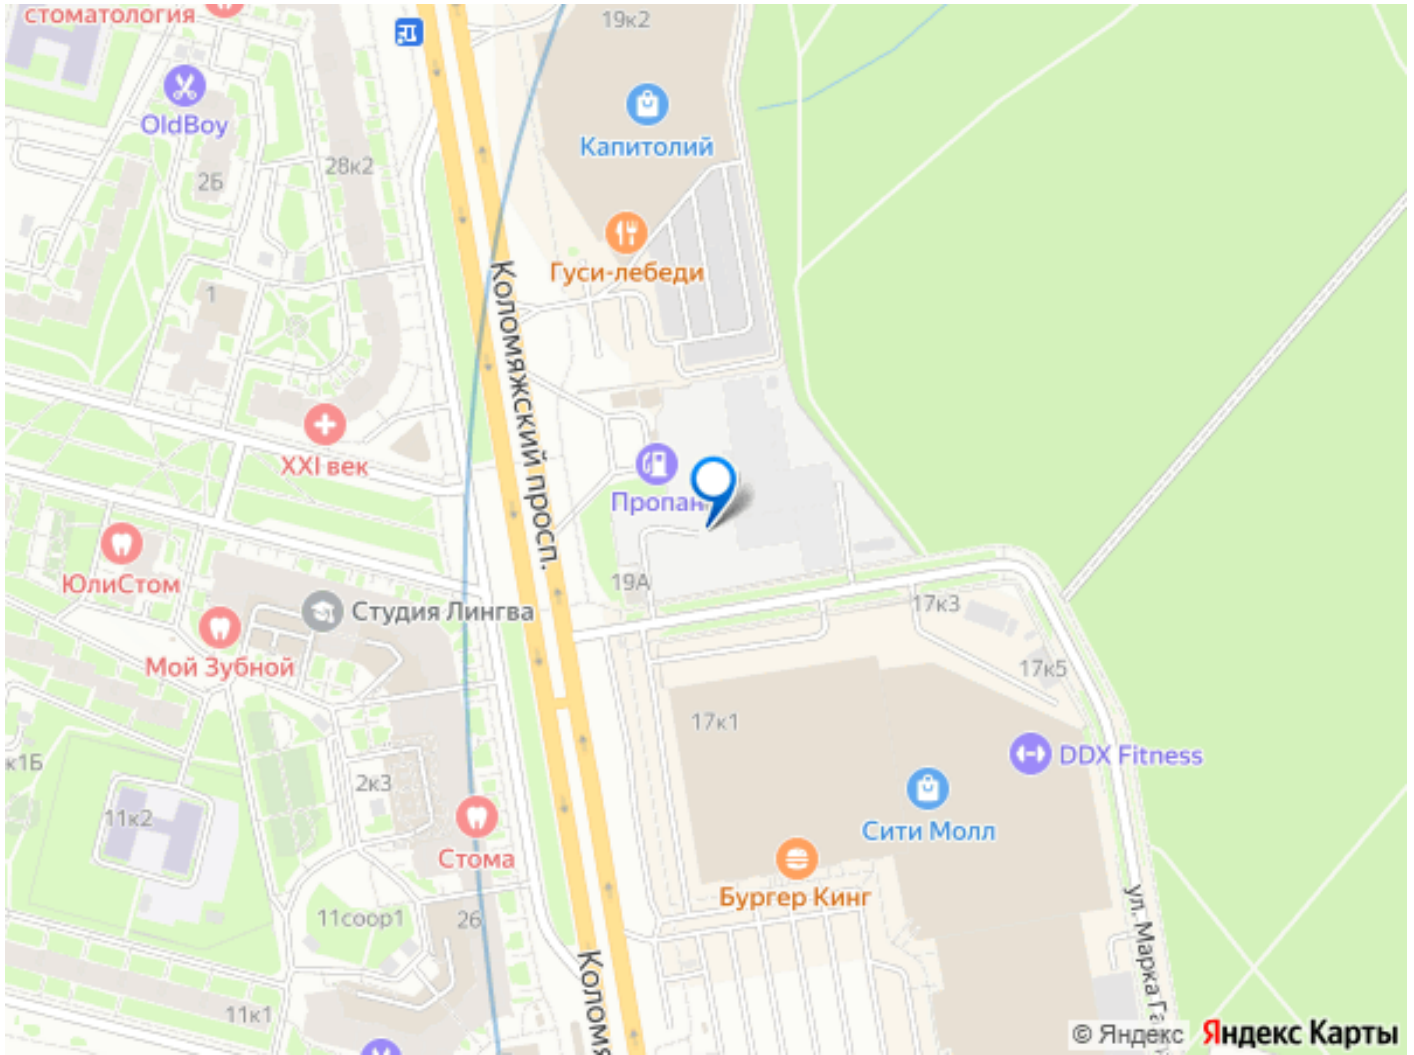 стоматология
19к2
OldBoy
Капитолий
28к2
2Б
Гуси-лебеди
1
Коломяжский просп.
XXI век
Пропан
ЮлиСтом
19А
Студия Лингва
17к3
Мой Зубной
17к5
17к1
DDX Fitness
к1Б
2к3
11к2
Сити Молл
Стома
Бургер Кинг
11соор1
26
ул. Марка Га
Коломя
11к1
© Яндекс Яндекс Карты